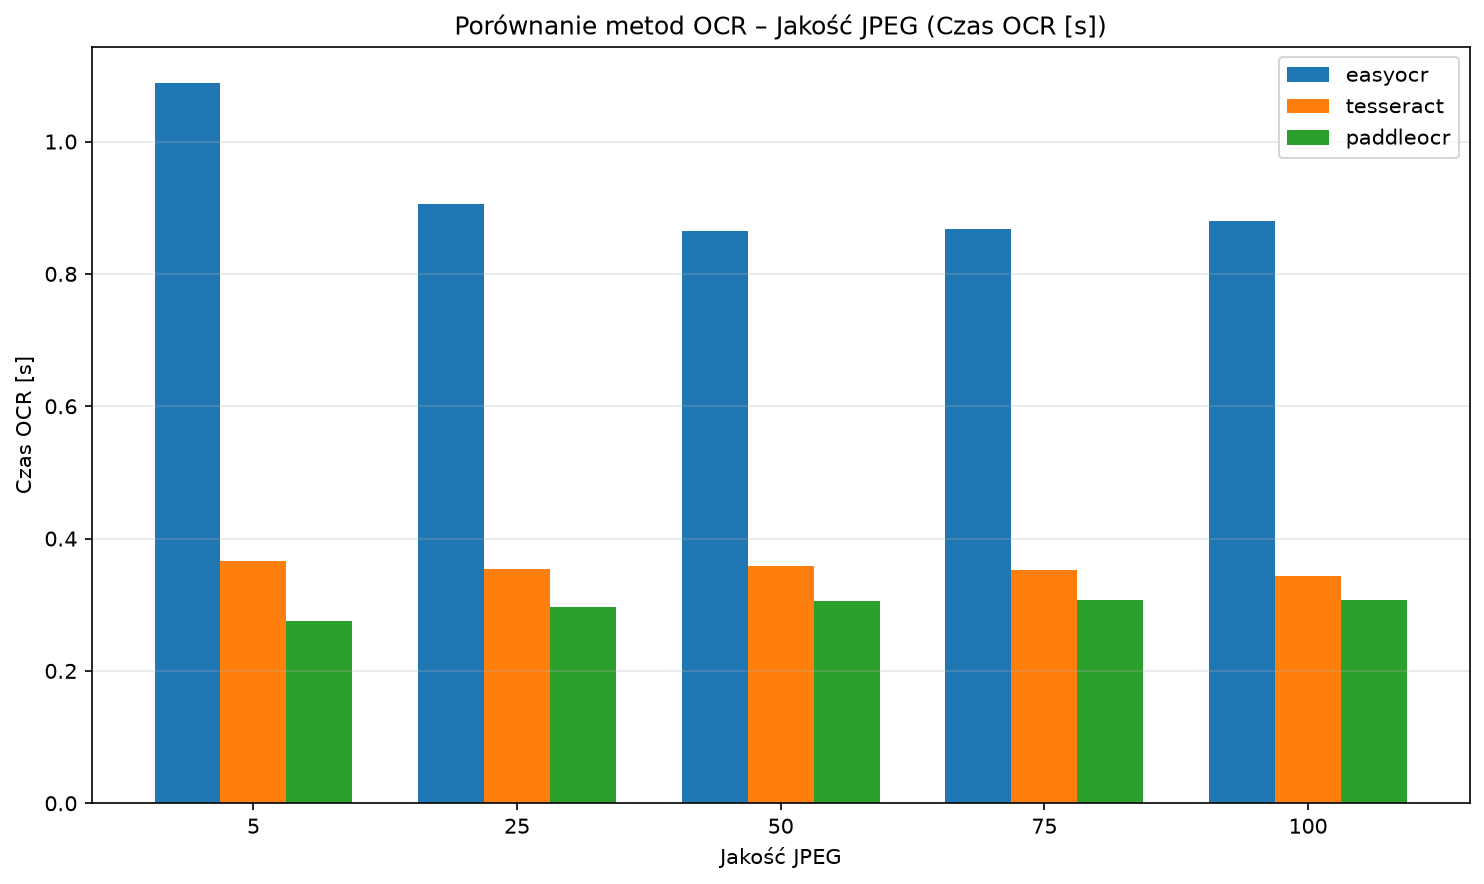 Porównanie metod OCR – Jakość JPEG (Czas OCR [s])
easyocr
tesseract
paddleocr
Czas OCR [s]
1.0
0.8
0.6
0.4
0.2
0.0
5 25 50 75 100
Jakość JPEG